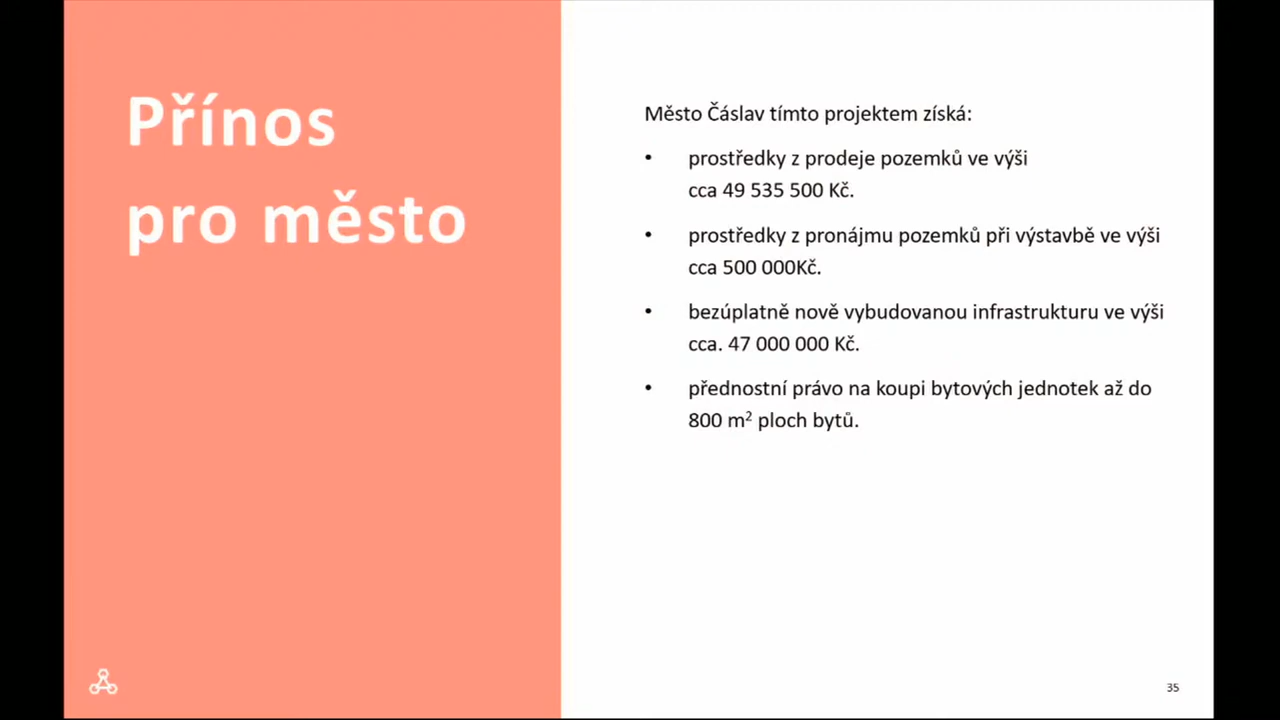 Přínos
pro město
Město Čáslav tímto projektem získá:
• prostředky z prodeje pozemků ve výši
cca 49 535 500 Kč.
• prostředky z pronájmu pozemků při výstavbě ve výši
cca 500 000Kč.
• bezúplatně nově vybudovanou infrastrukturu ve výši
cca. 47 000 000 Kč.
• přednostní právo na koupi bytových jednotek až do
800 m² ploch bytů.
35